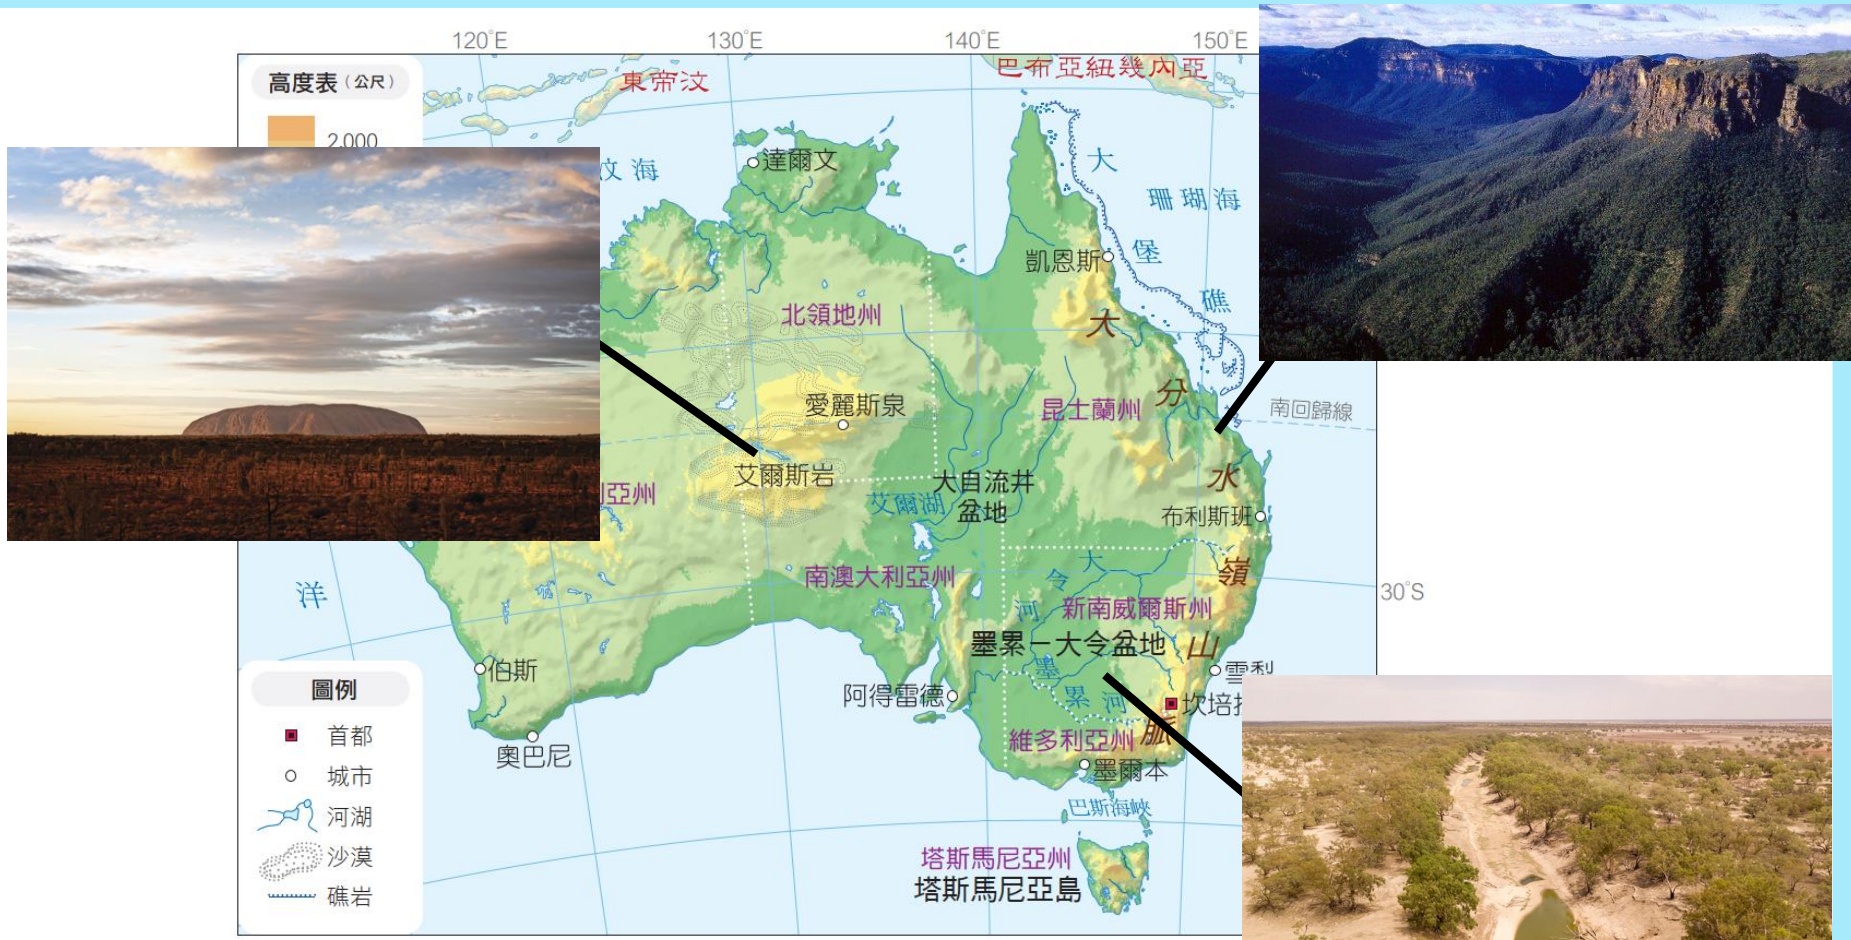 120°E
130°E
140°E
150°E
高度表（公尺）
2,000
東帝汶
巴布亞紐幾內亞
汶海
達爾文
大堡礁
珊瑚海
凱恩斯
北領地州
大分水嶺山脈
愛麗斯泉
昆士蘭州
南回歸線
艾爾斯岩
利亞州
大自流井
盆地
艾爾湖
布利斯班
洋
南澳大利亞州
大令河
30°S
新南威爾斯州
墨累－大令盆地
墨累河
伯斯
雪利
阿得雷德
坎培
奧巴尼
維多利亞州
墨爾本
巴斯海峽
塔斯馬尼亞州
塔斯馬尼亞島
圖例
首都
城市
河湖
沙漠
礁岩